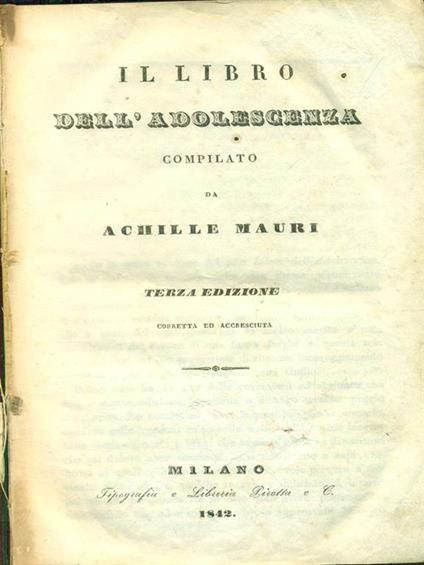 IL LIBRO
DELL' ADOLESCENZA
COMPILATO
DA
ACHILLE MAURI
TERZA EDIZIONE
CORRETTA ED ACCRESCIUTA
MILANO
Tipografia e Libreria Pirotta e C.
1842.